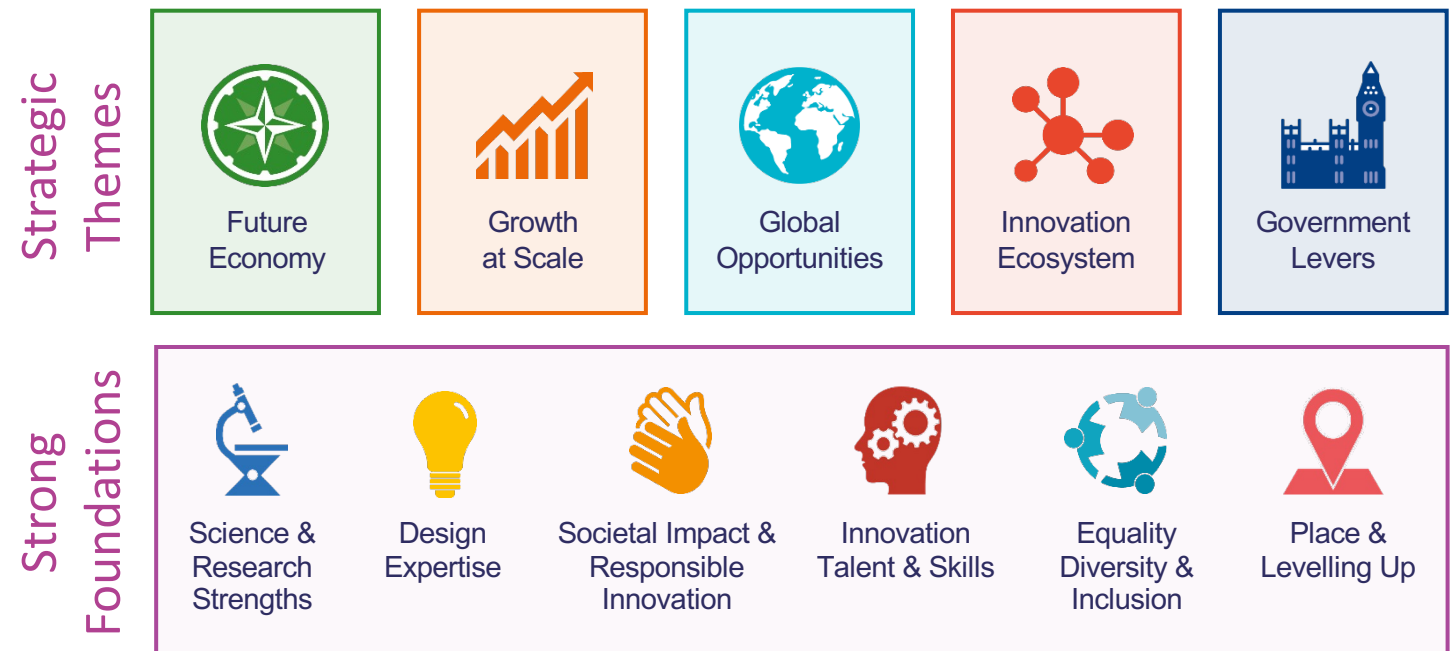 Strategic
Themes
Future
Economy
Growth
at Scale
Global
Opportunities
Innovation
Ecosystem
Government
Levers
Strong
Foundations
Science &
Research
Strengths
Design
Expertise
Societal Impact &
Responsible
Innovation
Innovation
Talent & Skills
Equality
Diversity &
Inclusion
Place &
Levelling Up